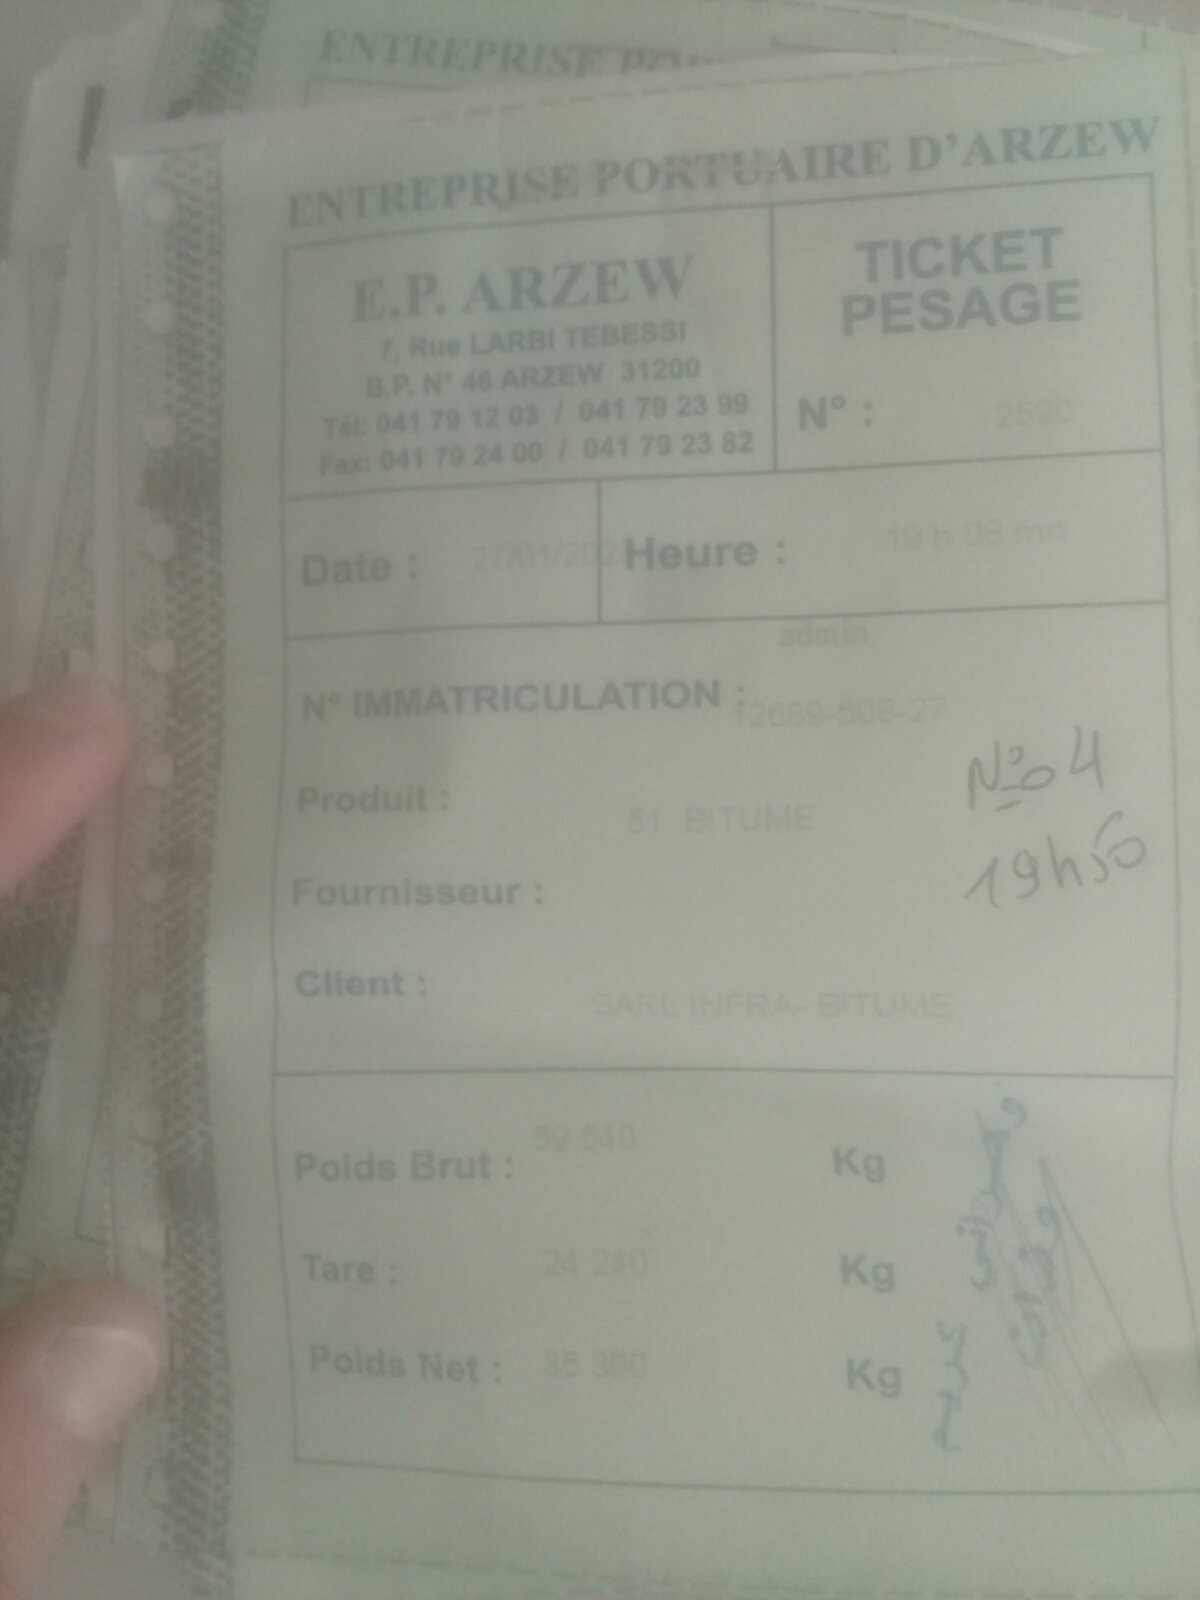 ENTREPRISE
ENTREPRISE PORTUAIRE D'ARZEW
E.P. ARZEW
7, Rue LARBI TEBESSI
B.P. N° 46 ARZEW 31200
Tél: 041 79 12 03 / 041 79 23 99
Fax: 041 79 24 00 / 041 79 23 82
TICKET
PESAGE
N° : 2590
Date : 27/01/202
Heure : 19 h 08 mn
admin
N° IMMATRICULATION : 12689-508-27
Produit : 51 BITUME
N° 04
19h50
Fournisseur :
Client : SARL INFRA- BITUME
Poids Brut : 59 540 Kg
Tare : 24 240 Kg
Poids Net : 35 300 Kg